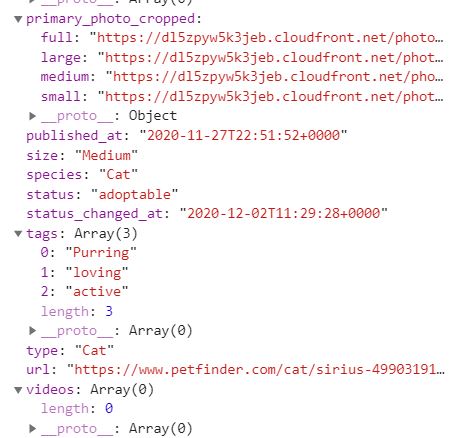 ▶ __proto__: Array(0)
▼ primary_photo_cropped:
full: "https://dl5zpyw5k3jeb.cloudfront.net/photo…
large: "https://dl5zpyw5k3jeb.cloudfront.net/phot…
medium: "https://dl5zpyw5k3jeb.cloudfront.net/phot…
small: "https://dl5zpyw5k3jeb.cloudfront.net/phot…
▶ __proto__: Object
published_at: "2020-11-27T22:51:52+0000"
size: "Medium"
species: "Cat"
status: "adoptable"
status_changed_at: "2020-12-02T11:29:28+0000"
▼ tags: Array(3)
0: "Purring"
1: "loving"
2: "active"
length: 3
▶ __proto__: Array(0)
type: "Cat"
url: "https://www.petfinder.com/cat/sirius-49903191…
▼ videos: Array(0)
length: 0
▶ __proto__: Array(0)